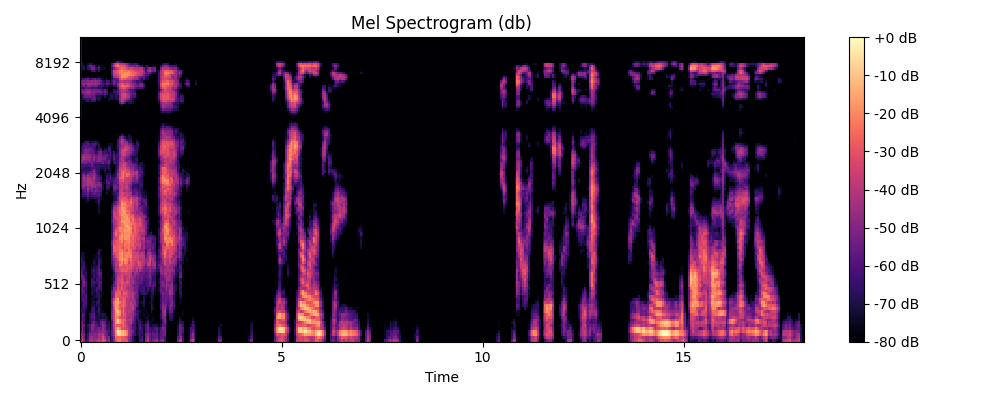 Mel Spectrogram (db)
8192
4096
2048
1024
512
0
Hz
0
5
10
15
Time
+0 dB
-10 dB
-20 dB
-30 dB
-40 dB
-50 dB
-60 dB
-70 dB
-80 dB